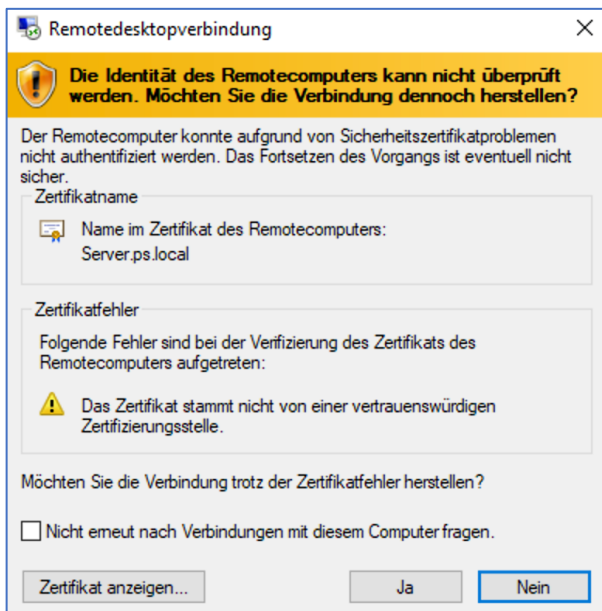 Remotedesktopverbindung
Die Identität des Remotecomputers kann nicht überprüft
werden. Möchten Sie die Verbindung dennoch herstellen?
Der Remotecomputer konnte aufgrund von Sicherheitszertifikatproblemen
nicht authentifiziert werden. Das Fortsetzen des Vorgangs ist eventuell nicht
sicher.
Zertifikatname
Name im Zertifikat des Remotecomputers:
Server.ps.local
Zertifikatfehler
Folgende Fehler sind bei der Verifizierung des Zertifikats des
Remotecomputers aufgetreten:
Das Zertifikat stammt nicht von einer vertrauenswürdigen
Zertifizierungsstelle.
Möchten Sie die Verbindung trotz der Zertifikatfehler herstellen?
Nicht erneut nach Verbindungen mit diesem Computer fragen.
Zertifikat anzeigen... Ja Nein